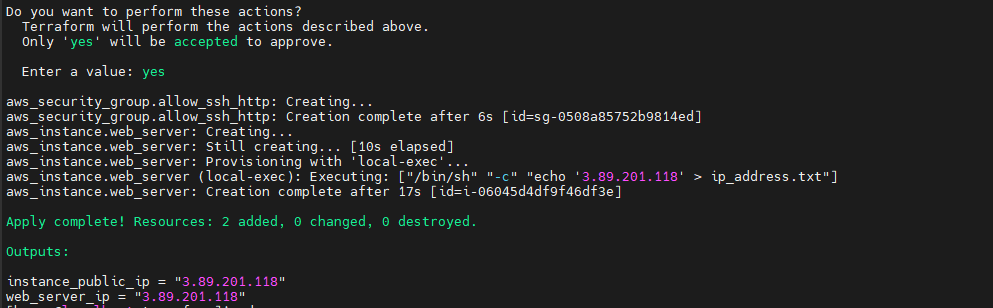 Do you want to perform these actions?
Terraform will perform the actions described above.
Only 'yes' will be accepted to approve.
Enter a value: yes
aws_security_group.allow_ssh_http: Creating...
aws_security_group.allow_ssh_http: Creation complete after 6s [id=sg-0508a85752b9814ed]
aws_instance.web_server: Creating...
aws_instance.web_server: Still creating... [10s elapsed]
aws_instance.web_server: Provisioning with 'local-exec'...
aws_instance.web_server (local-exec): Executing: ["/bin/sh" "-c" "echo '3.89.201.118' > ip_address.txt"]
aws_instance.web_server: Creation complete after 17s [id=i-06045d4df9f46df3e]
Apply complete! Resources: 2 added, 0 changed, 0 destroyed.
Outputs:
instance_public_ip = "3.89.201.118"
web_server_ip = "3.89.201.118"